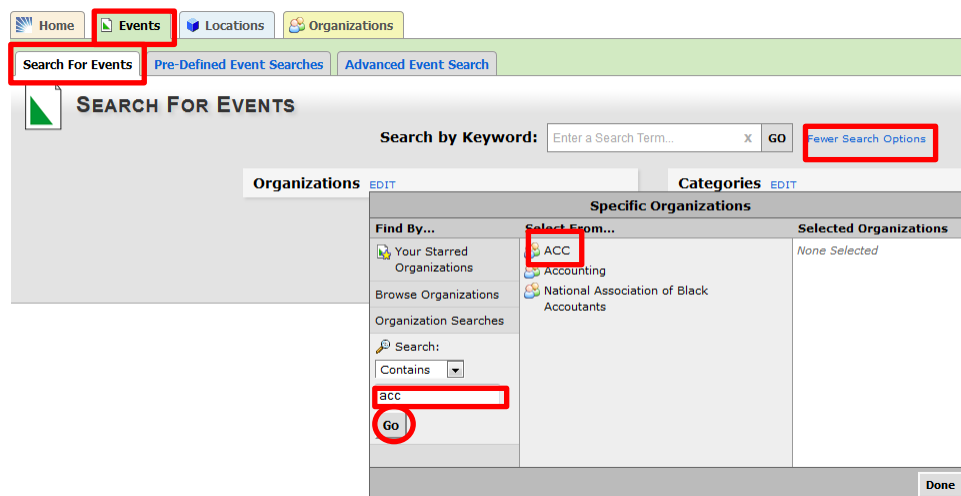 Home Events Locations Organizations
Search For Events Pre-Defined Event Searches Advanced Event Search
SEARCH FOR EVENTS
Search by Keyword: Enter a Search Term... X GO Fewer Search Options
Organizations EDIT Categories EDIT
Specific Organizations
Find By... Select From... Selected Organizations
Your Starred Organizations ACC None Selected
Accounting
Browse Organizations National Association of Black
Accoutants
Organization Searches
Search:
Contains
acc
Go
Done